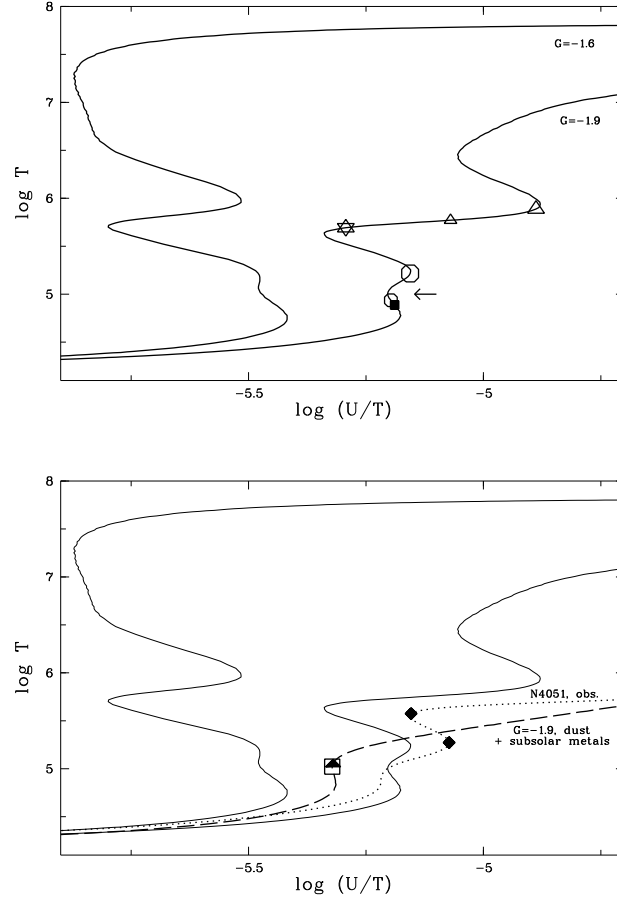 8
7
6
5
log T
G=−1.6
G=−1.9
−5.5
−5
log (U/T)
8
7
6
5
log T
N4051, obs.
G=−1.9, dust
+ subsolar metals
−5.5
−5
log (U/T)